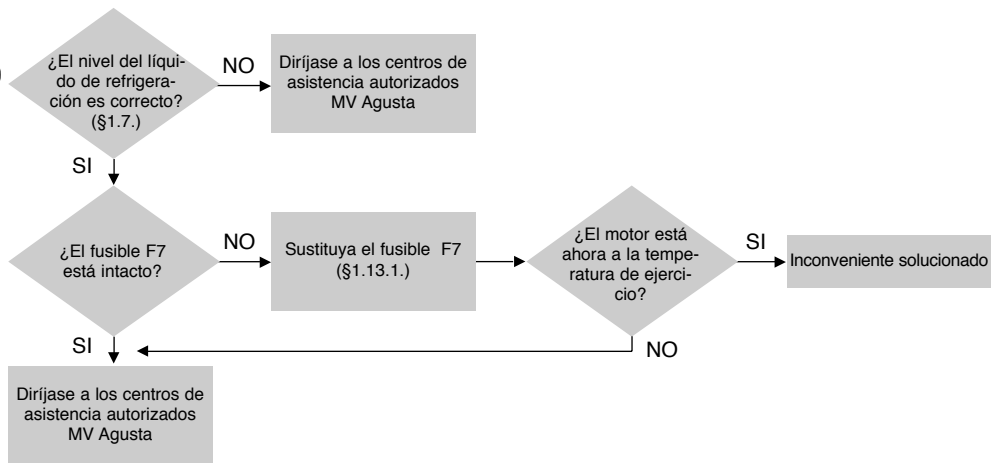 )
¿El nivel del líqui-
do de refrigera-
ción es correcto?
(§1.7.)
NO
Diríjase a los centros de
asistencia autorizados
MV Agusta
SI
¿El fusible F7
está intacto?
NO
Sustituya el fusible F7
(§1.13.1.)
¿El motor está
ahora a la tempe-
ratura de ejerci-
cio?
SI
Inconveniente solucionado
SI
NO
Diríjase a los centros de
asistencia autorizados
MV Agusta